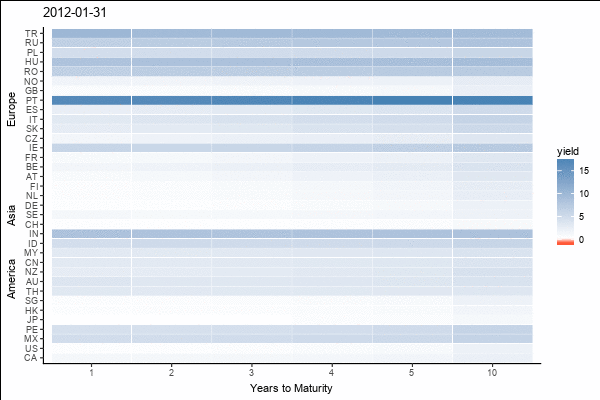 2012-01-31
TR
RU
PL
HU
RO
NO
GB
PT
ES
IT
SK
CZ
IE
FR
BE
AT
FI
NL
DE
SE
CH
IN
ID
MY
CN
NZ
AU
TH
SG
HK
JP
PE
MX
US
CA
Europe
Asia
America
1 2 3 4 5 10
Years to Maturity
yield
15
10
5
0